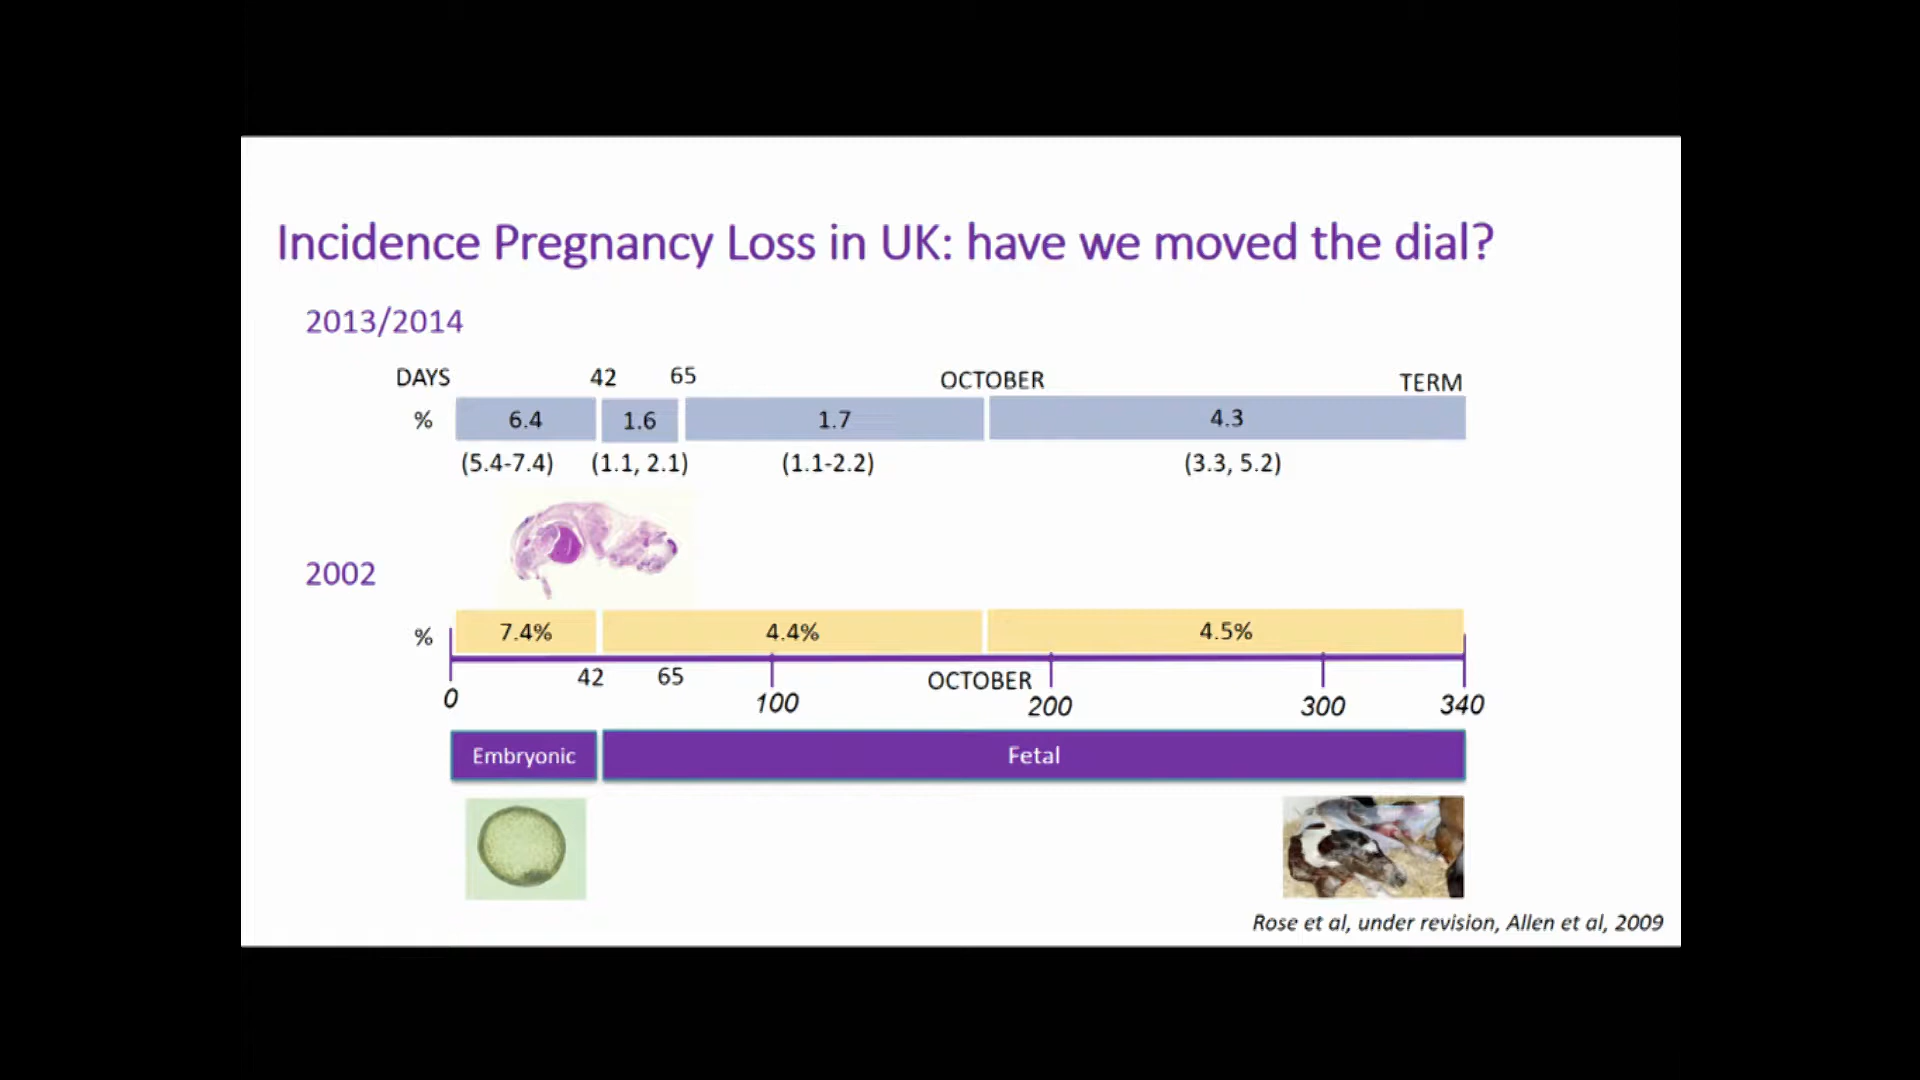 Incidence Pregnancy Loss in UK: have we moved the dial?
2013/2014
DAYS 42 65 OCTOBER TERM
% 6.4 1.6 1.7 4.3
(5.4-7.4) (1.1, 2.1) (1.1-2.2) (3.3, 5.2)
2002
% 7.4% 4.4% 4.5%
42 65 OCTOBER
0 100 200 300 340
Embryonic Fetal
Rose et al, under revision, Allen et al, 2009